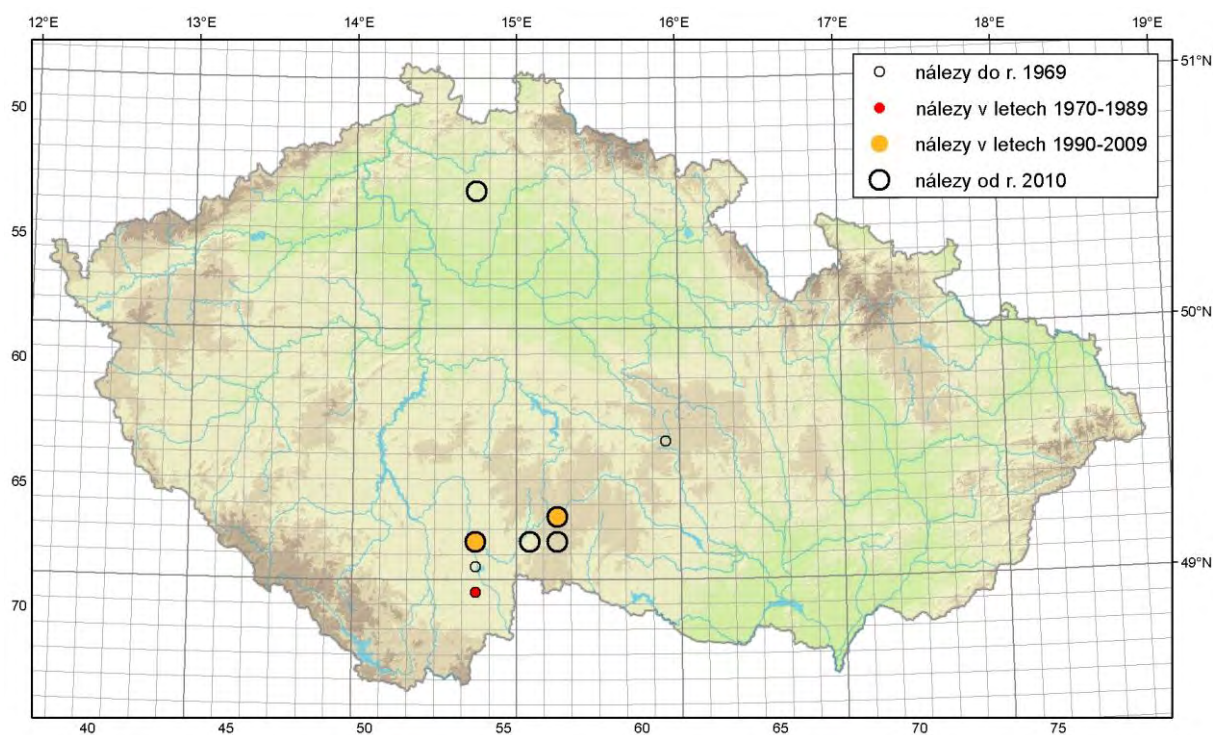 12°E 13°E 14°E 15°E 16°E 17°E 18°E 19°E
nálezy do r. 1969
nálezy v letech 1970-1989
nálezy v letech 1990-2009
nálezy od r. 2010
51°N
50
55
50°N
60
65
49°N
70
40 45 50 55 60 65 70 75